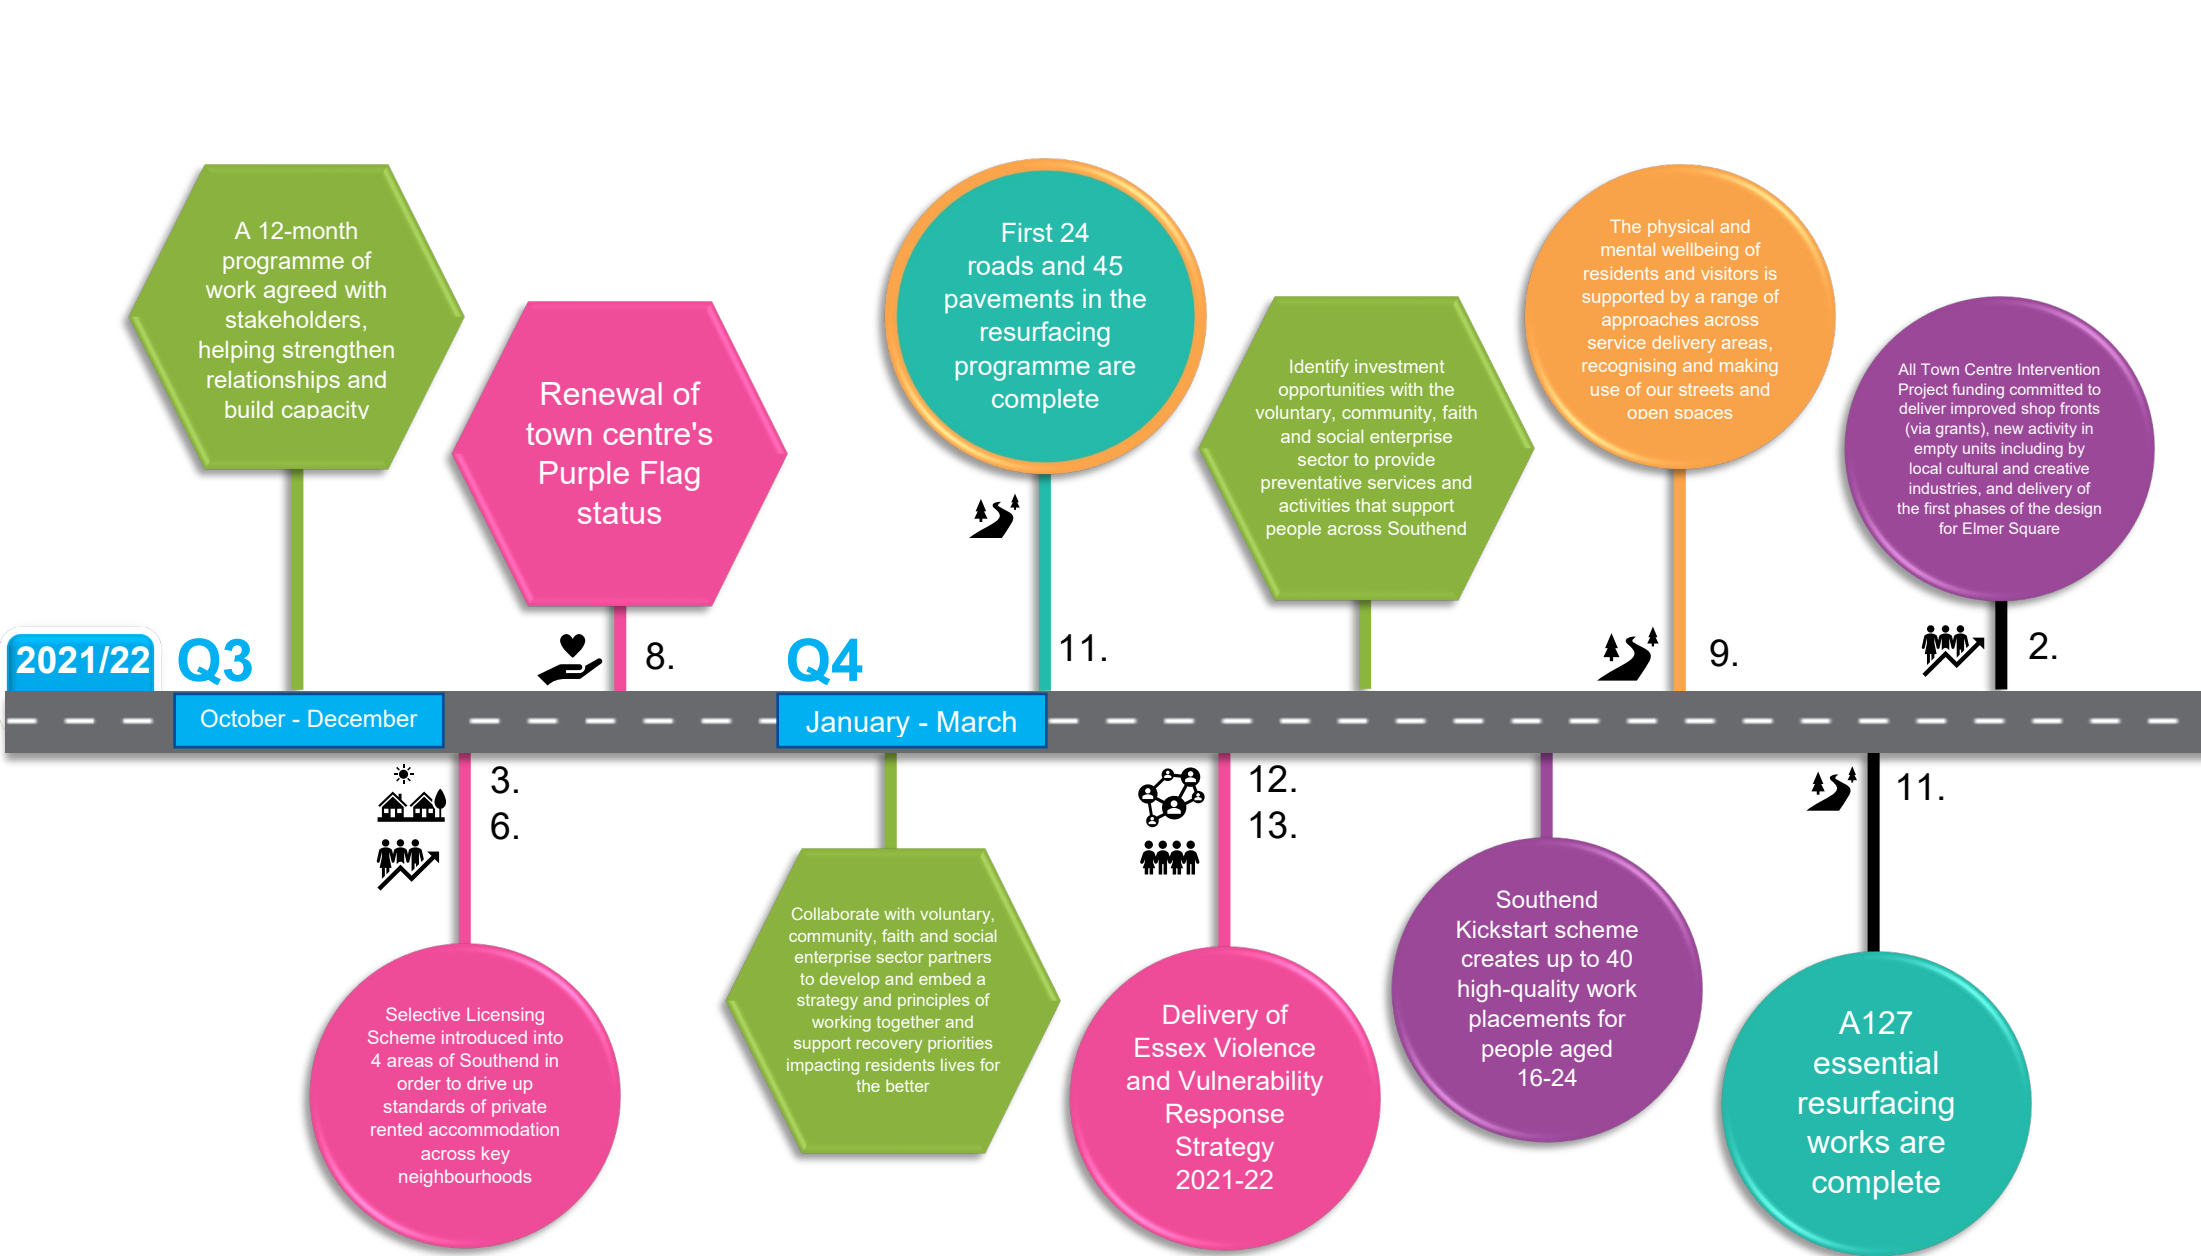 A 12-month
programme of
work agreed with
stakeholders,
helping strengthen
relationships and
build capacity
Renewal of
town centre's
Purple Flag
status
8.
First 24
roads and 45
pavements in the
resurfacing
programme are
complete
11.
Identify investment
opportunities with the
voluntary, community, faith
and social enterprise
sector to provide
preventative services and
activities that support
people across Southend
The physical and
mental wellbeing of
residents and visitors is
supported by a range of
approaches across
service delivery areas,
recognising and making
use of our streets and
open spaces
9.
All Town Centre Intervention
Project funding committed to
deliver improved shop fronts
(via grants), new activity in
empty units including by
local cultural and creative
industries, and delivery of
the first phases of the design
for Elmer Square
2.
2021/22
Q3
Q4
October - December
January - March
3.
6.
Selective Licensing
Scheme introduced into
4 areas of Southend in
order to drive up
standards of private
rented accommodation
across key
neighbourhoods
Collaborate with voluntary,
community, faith and social
enterprise sector partners
to develop and embed a
strategy and principles of
working together and
support recovery priorities
impacting residents lives for
the better
12.
13.
Delivery of
Essex Violence
and Vulnerability
Response
Strategy
2021-22
Southend
Kickstart scheme
creates up to 40
high-quality work
placements for
people aged
16-24
11.
A127
essential
resurfacing
works are
complete